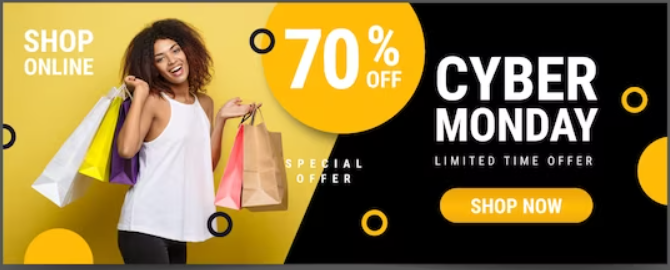 SHOP
ONLINE
70%
OFF
SPECIAL
OFFER
CYBER
MONDAY
LIMITED TIME OFFER
SHOP NOW